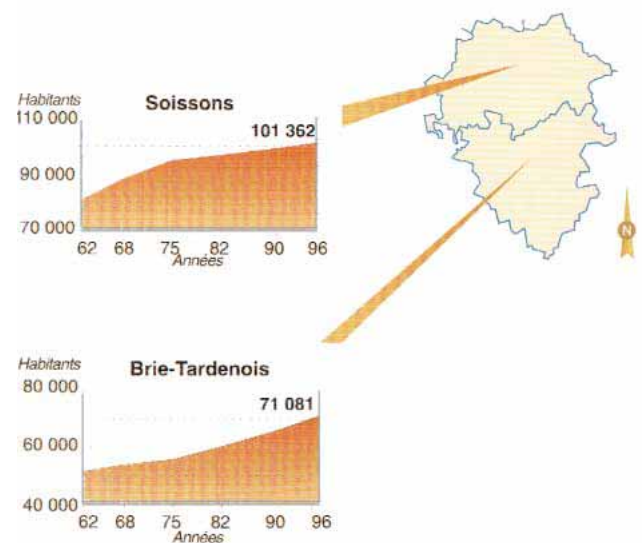 Soissons
Habitants
110 000
101 362
90 000
70 000
62 68 75 82 90 96
Années
N
Brie-Tardenois
Habitants
80 000
71 081
60 000
40 000
62 68 75 82 90 96
Années